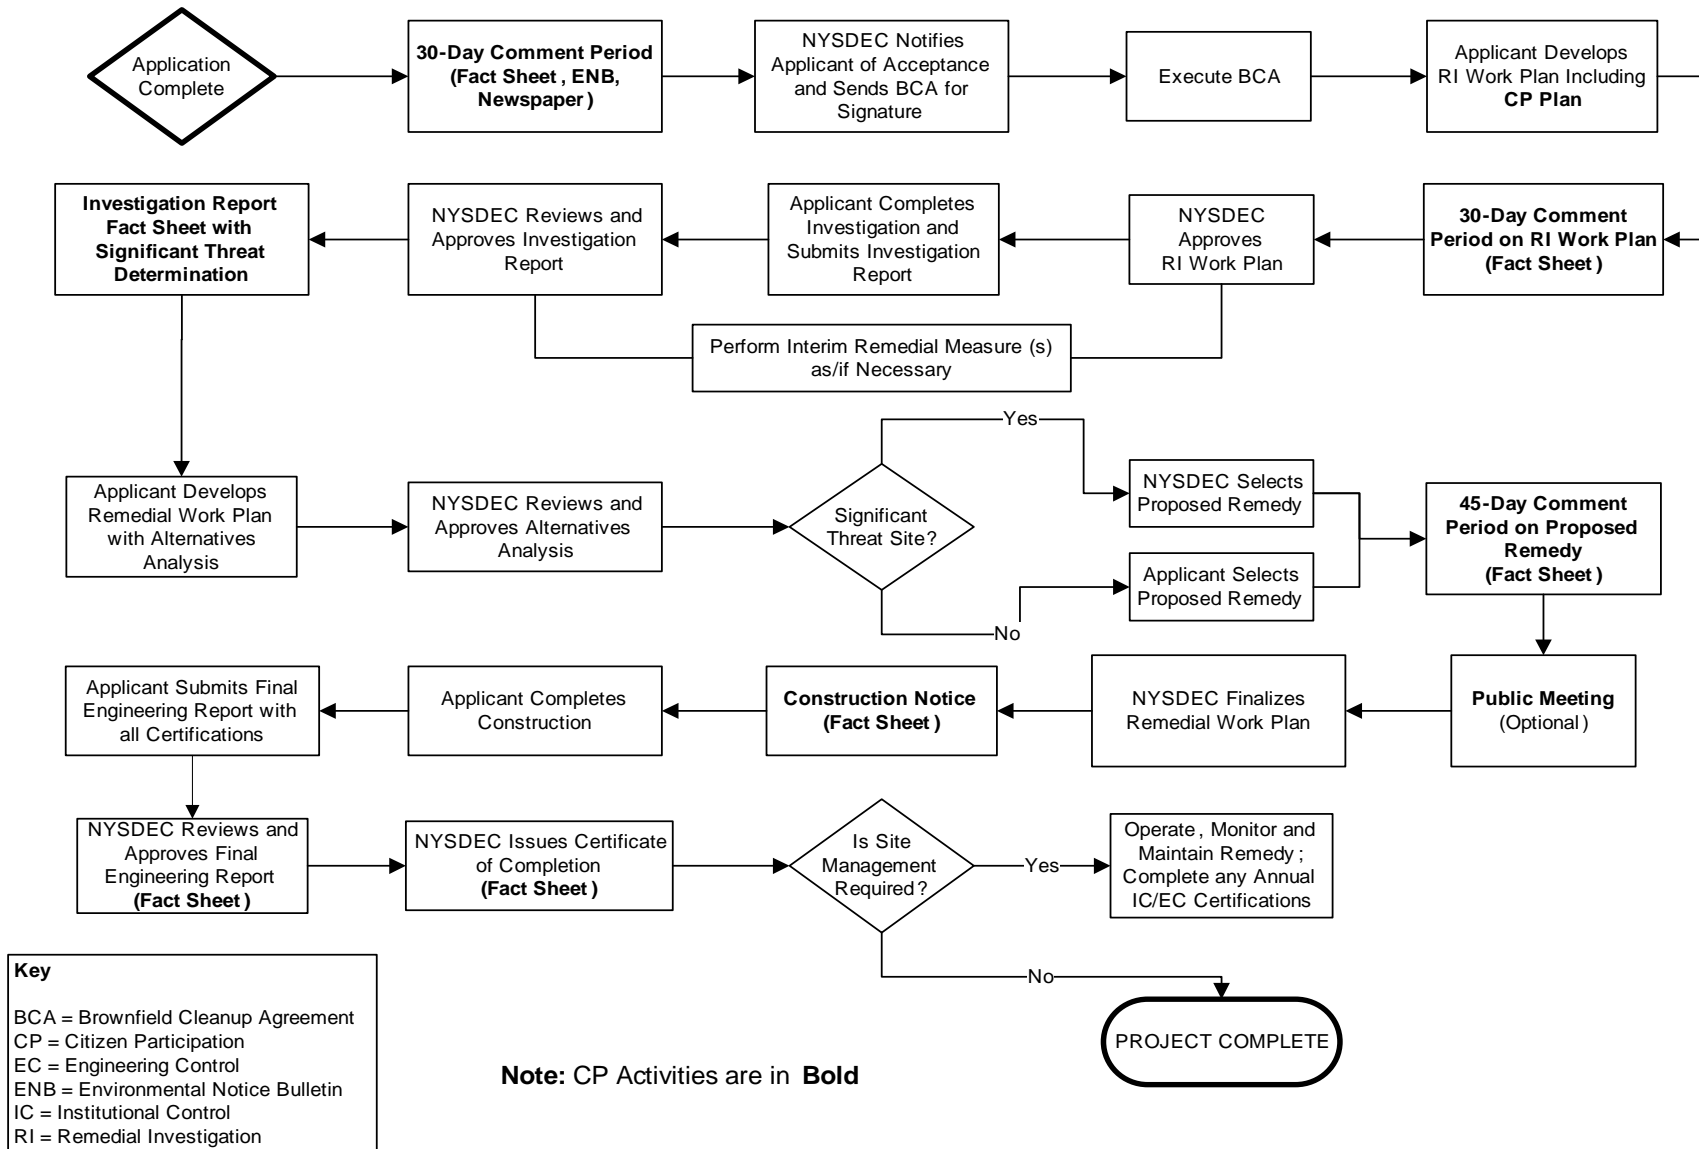 Application
Complete
30-Day Comment Period
(Fact Sheet, ENB,
Newspaper)
NYSDEC Notifies
Applicant of Acceptance
and Sends BCA for
Signature
Execute BCA
Applicant Develops
RI Work Plan Including
CP Plan
30-Day Comment
Period on RI Work Plan
(Fact Sheet)
NYSDEC
Approves
RI Work Plan
Applicant Completes
Investigation and
Submits Investigation
Report
NYSDEC Reviews and
Approves Investigation
Report
Investigation Report
Fact Sheet with
Significant Threat
Determination
Perform Interim Remedial Measure (s)
as/if Necessary
Applicant Develops
Remedial Work Plan
with Alternatives
Analysis
NYSDEC Reviews and
Approves Alternatives
Analysis
Significant
Threat Site?
Yes
No
NYSDEC Selects
Proposed Remedy
Applicant Selects
Proposed Remedy
45-Day Comment
Period on Proposed
Remedy
(Fact Sheet)
Public Meeting
(Optional)
NYSDEC Finalizes
Remedial Work Plan
Construction Notice
(Fact Sheet)
Applicant Completes
Construction
Applicant Submits Final
Engineering Report with
all Certifications
NYSDEC Reviews and
Approves Final
Engineering Report
(Fact Sheet)
NYSDEC Issues Certificate
of Completion
(Fact Sheet)
Is Site
Management
Required?
Yes
Operate, Monitor and
Maintain Remedy;
Complete any Annual
IC/EC Certifications
No
PROJECT COMPLETE
Key
BCA = Brownfield Cleanup Agreement
CP = Citizen Participation
EC = Engineering Control
ENB = Environmental Notice Bulletin
IC = Institutional Control
RI = Remedial Investigation
Note: CP Activities are in Bold